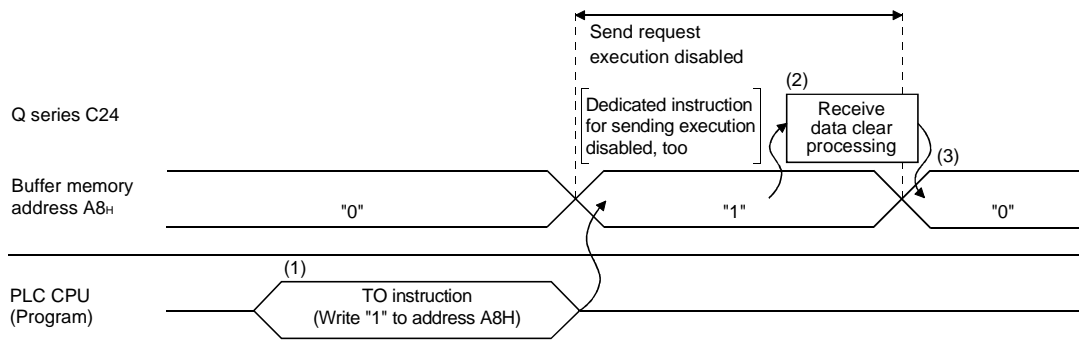 Send request
execution disabled
(2)
Q series C24
Dedicated instruction
for sending execution
disabled, too
Receive
data clear
processing
(3)
Buffer memory
address A8H
"0"
"1"
"0"
(1)
PLC CPU
(Program)
TO instruction
(Write "1" to address A8H)